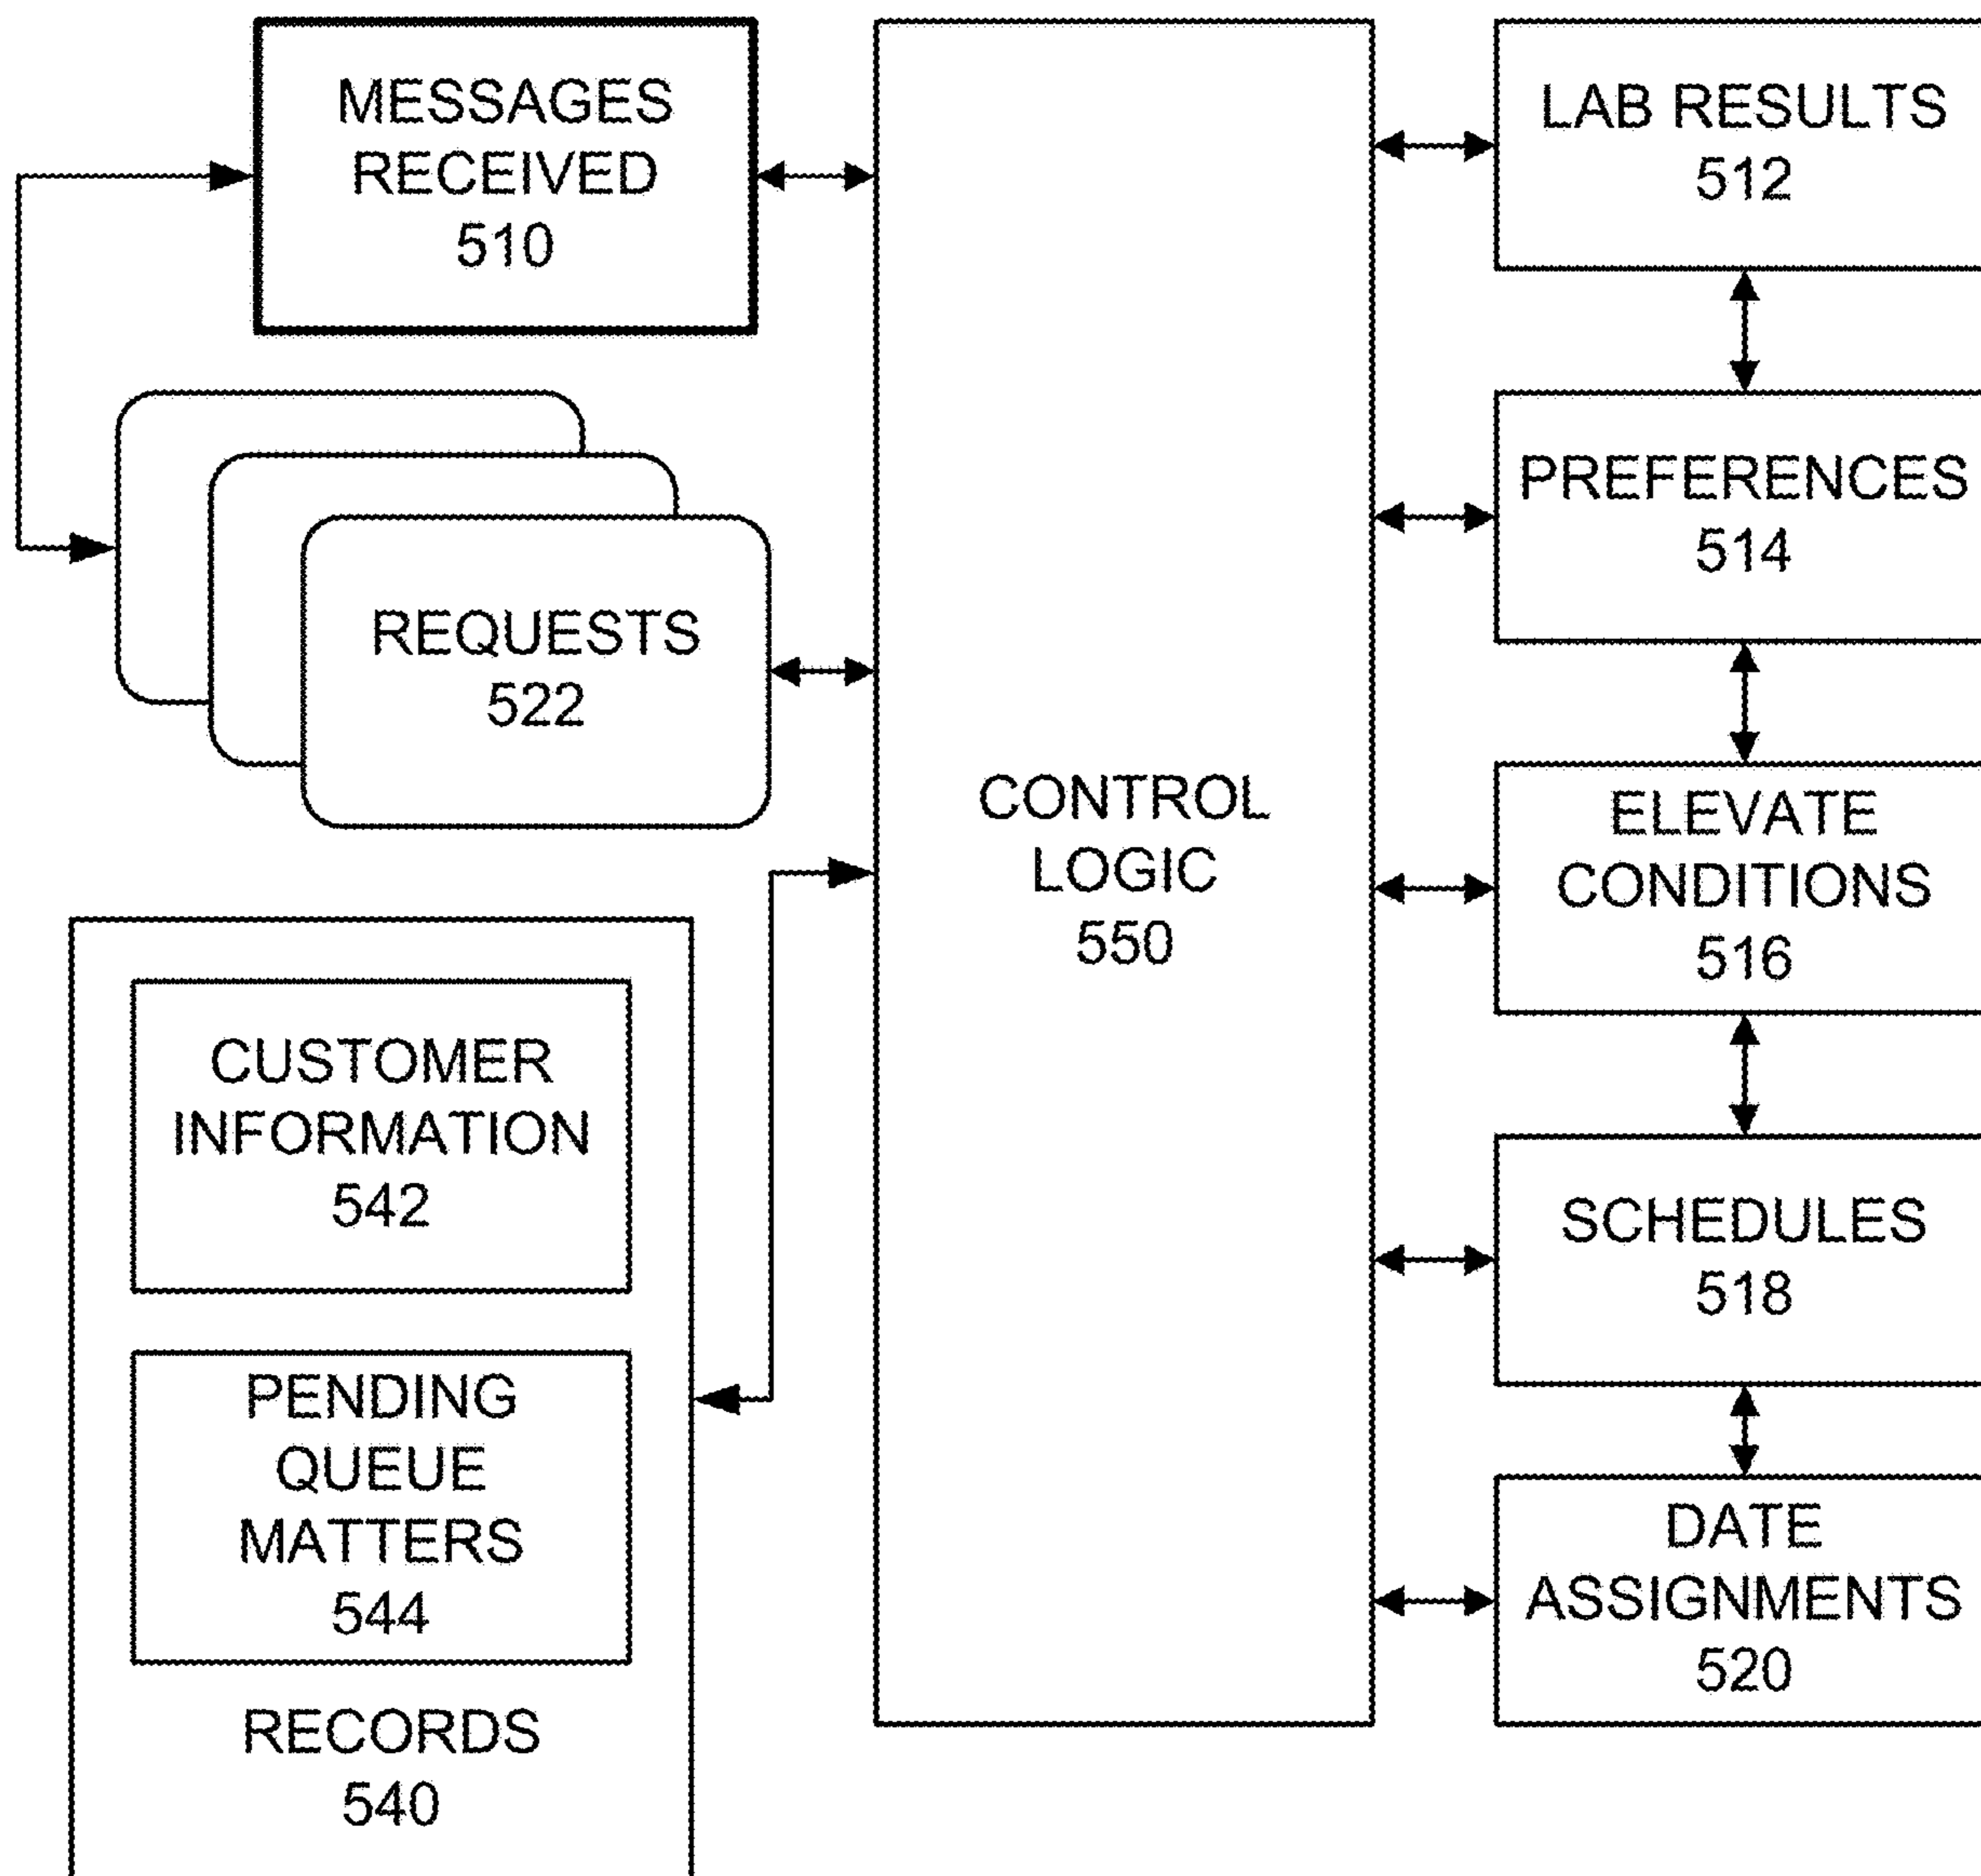 MESSAGES
RECEIVED
510
REQUESTS
522
CUSTOMER
INFORMATION
542
PENDING
QUEUE
MATTERS
544
RECORDS
540
CONTROL
LOGIC
550
LAB RESULTS
512
PREFERENCES
514
ELEVATE
CONDITIONS
516
SCHEDULES
518
DATE
ASSIGNMENTS
520